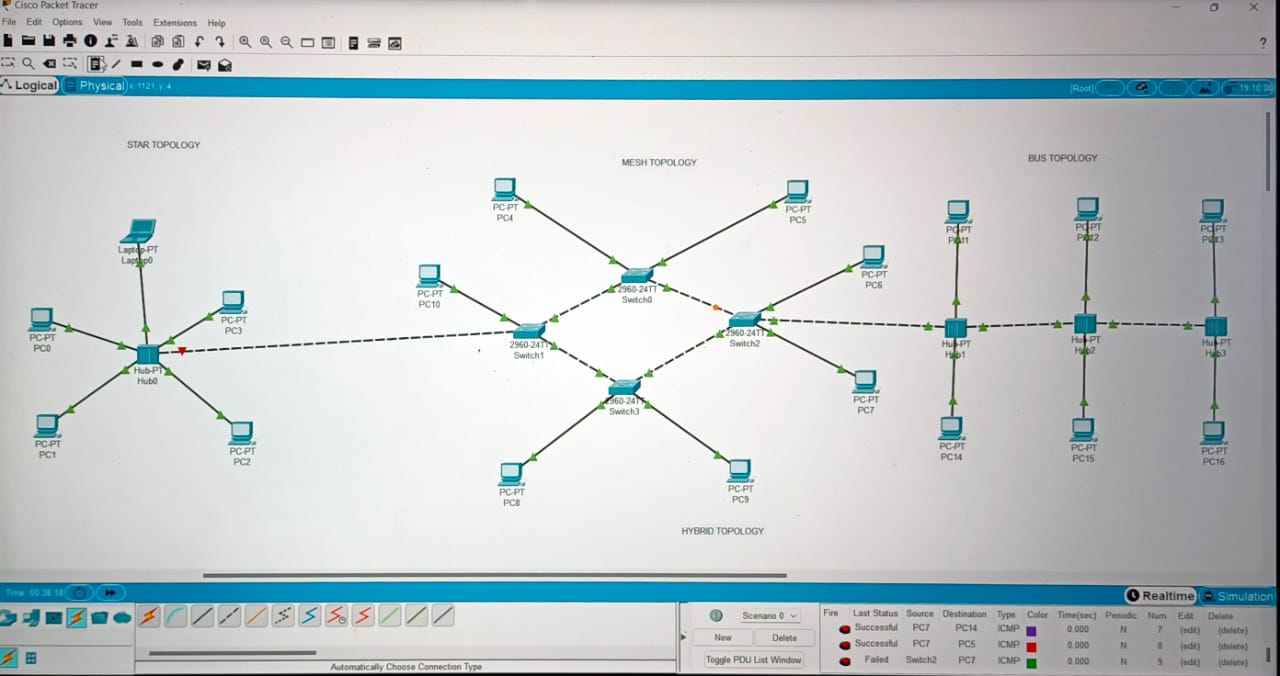 Cisco Packet Tracer
File Edit Options View Tools Extensions Help
?
Logical Physical x: 1121, y: 4
[Root] 19:10:00
STAR TOPOLOGY
MESH TOPOLOGY
BUS TOPOLOGY
PC-PT
PC4
PC-PT
PC5
PC-PT
PC-PT
PC12
PC-PT
Laptop-PT
Laptop0
PC-PT
PC10
PC-PT
PC6
PC-PT
PC0
PC-PT
PC3
2960-24TT
Switch0
2960-24TT
Switch1
2960-24TT
Switch2
Hub-PT
Hub1
Hub-PT
Hub2
Hub-PT
Hub3
Hub-PT
Hub0
2960-24TT
Switch3
PC-PT
PC7
PC-PT
PC1
PC-PT
PC2
PC-PT
PC14
PC-PT
PC15
PC-PT
PC16
PC-PT
PC8
PC-PT
PC9
HYBRID TOPOLOGY
Time: 00:38:18
Realtime Simulation
Scenario 0
New Delete
Toggle PDU List Window
Fire Last Status Source Destination Type Color Time(sec) Periodic Num Edit Delete
Successful PC7 PC14 ICMP 0.000 N 7 (edit) (delete)
Successful PC7 PC5 ICMP 0.000 N 8 (edit) (delete)
Failed Switch2 PC7 ICMP 0.000 N 9 (edit) (delete)
Automatically Choose Connection Type